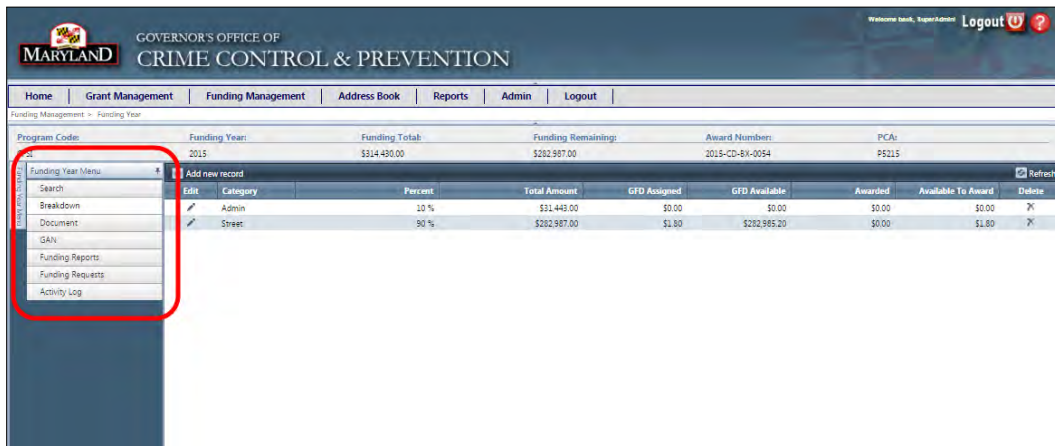 Welcome back, SuperAdmin Logout
MARYLAND
GOVERNOR'S OFFICE OF
CRIME CONTROL & PREVENTION
Home | Grant Management | Funding Management | Address Book | Reports | Admin | Logout |
Funding Management > Funding Year
Program Code: Funding Year: Funding Total: Funding Remaining: Award Number: PCA:
2015 $314,430.00 $282,987.00 2015-CD-BX-0054 P5215
Funding Year Menu
Funding Year Menu
Add new record Refresh
Search
Breakdown
Document
GAN
Funding Reports
Funding Requests
Activity Log
Edit Category Percent Total Amount GFD Assigned GFD Available Awarded Available To Award Delete
Admin 10 % $31,443.00 $0.00 $0.00 $0.00 $0.00
Street 90 % $282,987.00 $1.80 $282,985.20 $0.00 $1.80